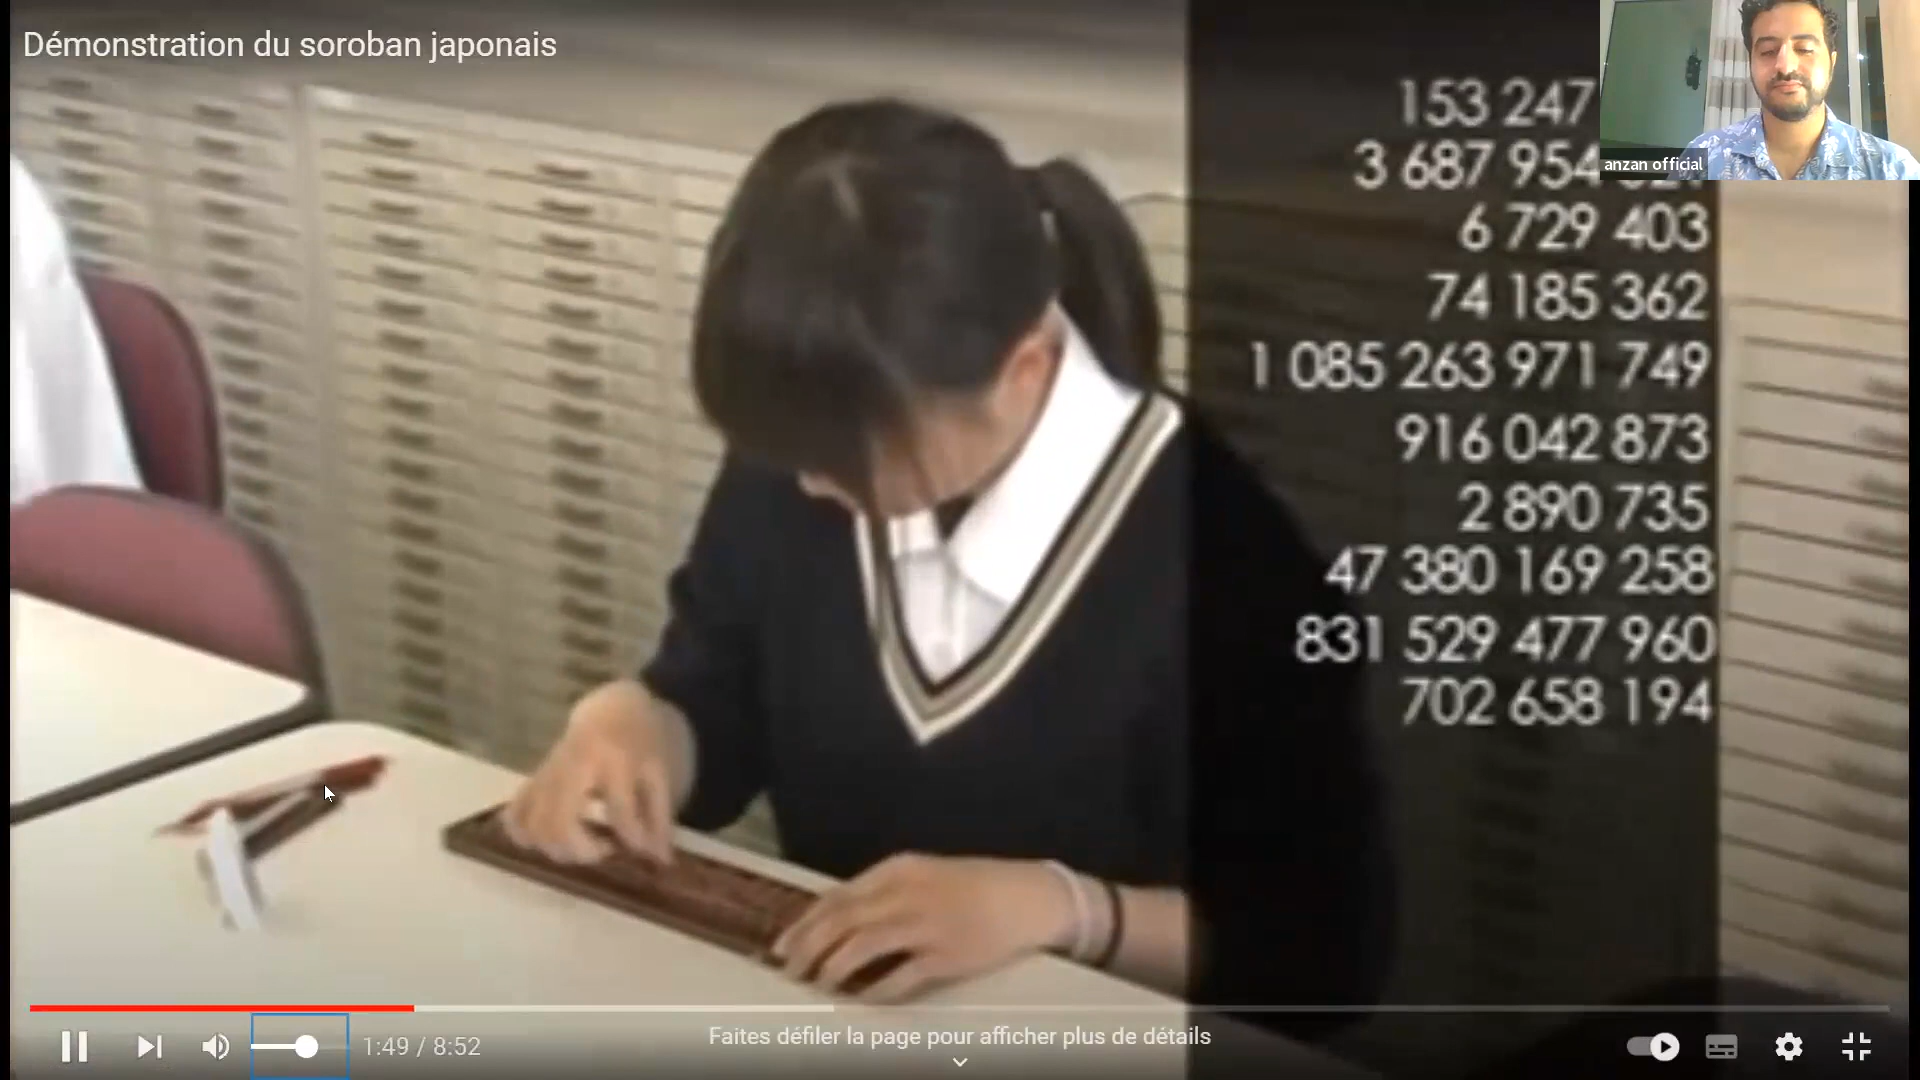 Démonstration du soroban japonais
153 247
3 687 954
anzan official
6 729 403
74 185 362
1 085 263 971 749
916 042 873
2 890 735
47 380 169 258
831 529 477 960
702 658 194
1:49 / 8:52
Faites défiler la page pour afficher plus de détails